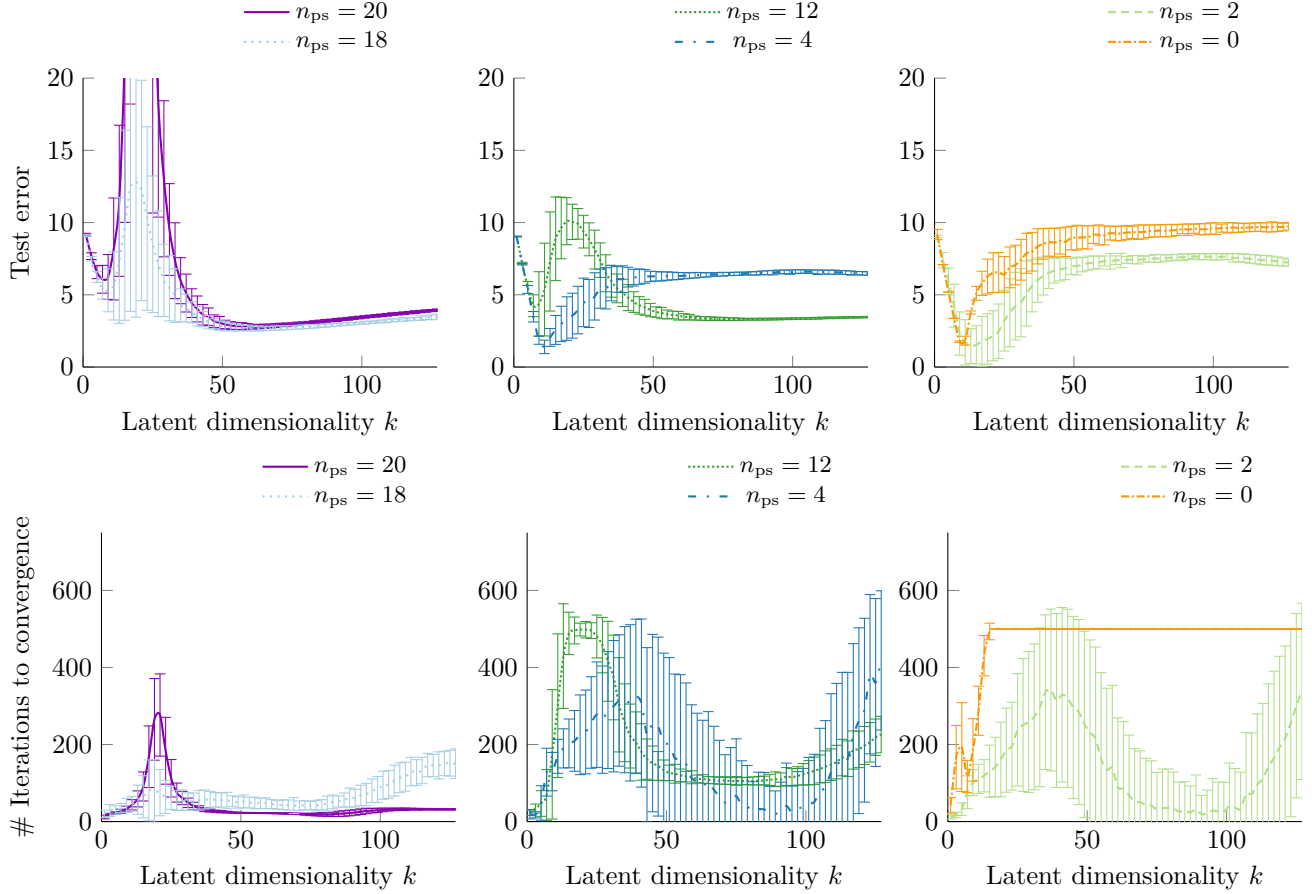 n_ps = 20
n_ps = 18
n_ps = 12
n_ps = 4
n_ps = 2
n_ps = 0
Test error
20
15
10
5
0
0 50 100
Latent dimensionality k
20
15
10
5
0
0 50 100
Latent dimensionality k
20
15
10
5
0
0 50 100
Latent dimensionality k
n_ps = 20
n_ps = 18
n_ps = 12
n_ps = 4
n_ps = 2
n_ps = 0
# Iterations to convergence
600
400
200
0
0 50 100
Latent dimensionality k
600
400
200
0
0 50 100
Latent dimensionality k
600
400
200
0
0 50 100
Latent dimensionality k